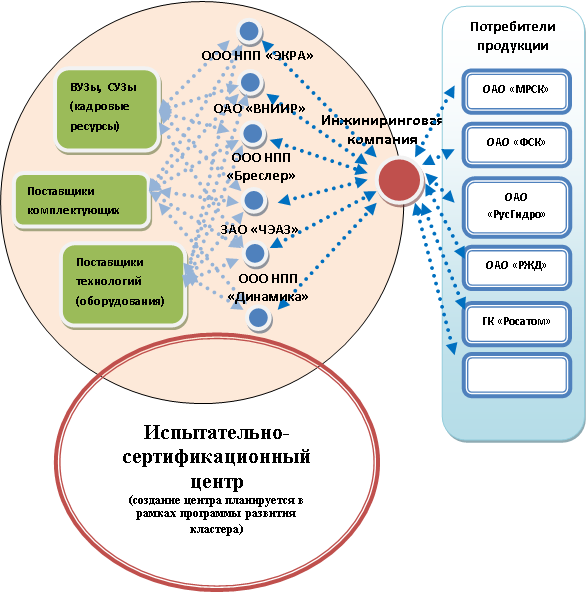 Потребители
продукции
ООО НПП «ЭКРА»
ВУЗы, СУЗы
(кадровые
ресурсы)
ОАО «ВНИИР»
Инжиниринговая
компания
ООО НПП
«Бреслер»
Поставщики
комплектующих
ЗАО «ЧЭАЗ»
Поставщики
технологий
(оборудования)
ООО НПП
«Динамика»
ОАО «МРСК»
ОАО «ФСК»
ОАО
«РусГидро»
ОАО «РЖД»
ГК «Росатом»
Испытательно-
сертификационный
центр
(создание центра планируется в
рамках программы развития
кластера)